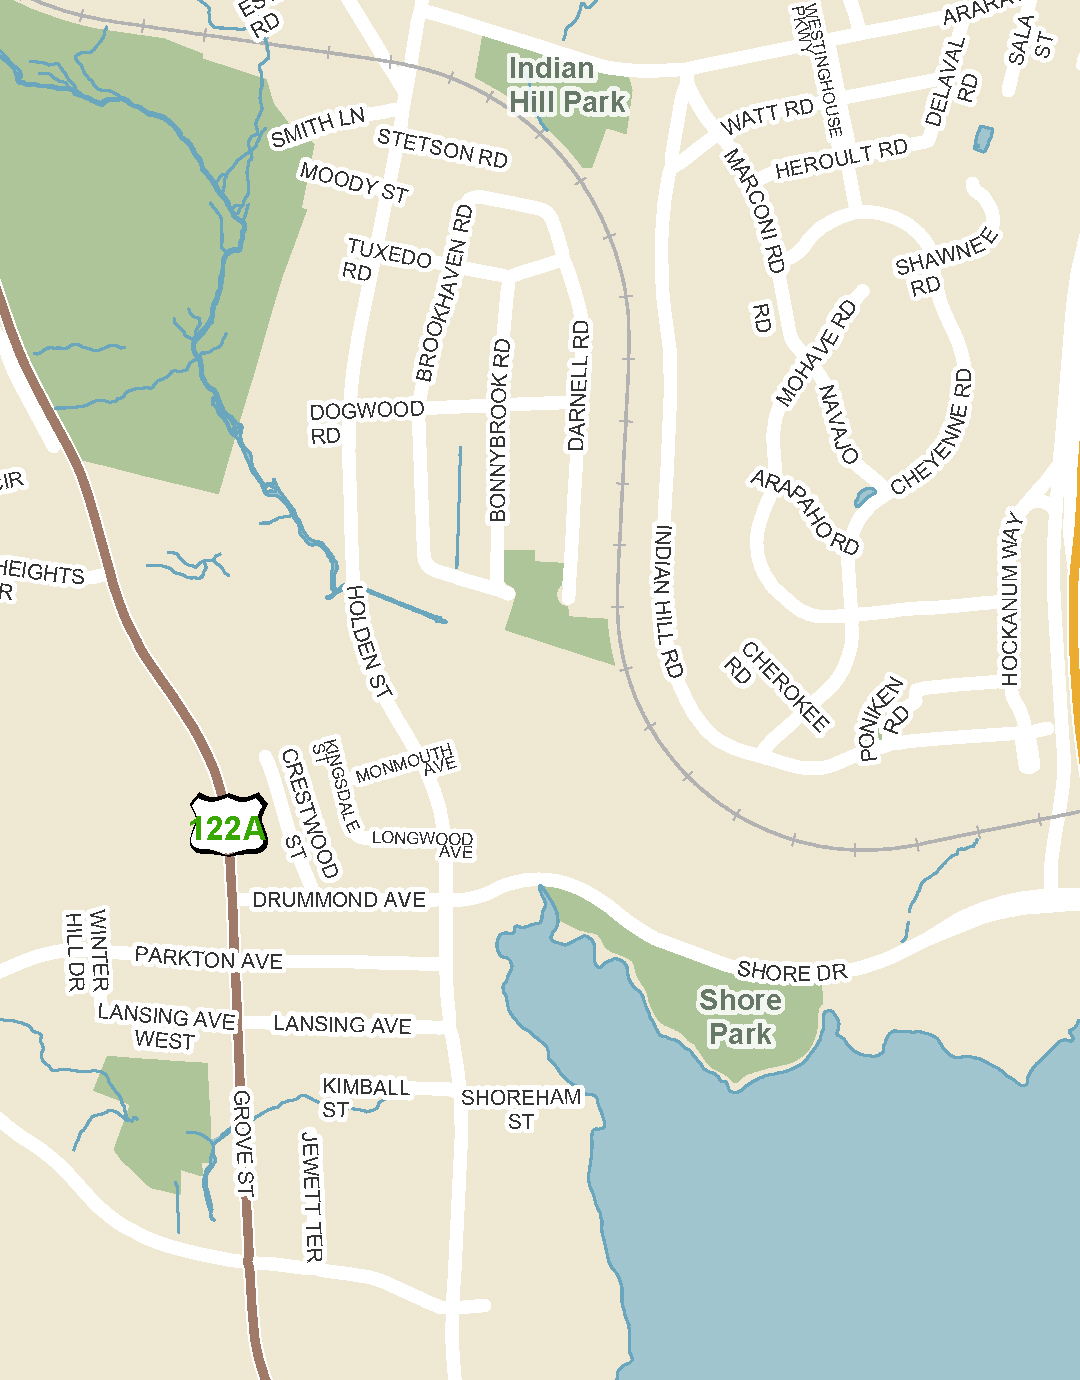 RD
WESTINGHOUSE
PKWY
SALA
ST
DELAVAL
RD
Indian
Hill Park
SMITH LN
STETSON RD
WATT RD
MARCONI RD
HEROULT RD
MOODY ST
TUXEDO
RD
BROOKHAVEN RD
SHAWNEE
RD
RD
MOHAVE RD
BONNYBROOK RD
DARNELL RD
NAVAJO
CHEYENNE RD
DOGWOOD
RD
CIR
ARAPAHO RD
HEIGHTS
INDIAN HILL RD
HOCKANUM WAY
HOLDEN ST
CHEROKEE
RD
PONIKEN
RD
KINGSDALE
ST
MONMOUTH
AVE
CRESTWOOD
ST
122A
LONGWOOD
AVE
DRUMMOND AVE
WINTER
HILL DR
PARKTON AVE
SHORE DR
Shore
Park
LANSING AVE
WEST
LANSING AVE
KIMBALL
ST
SHOREHAM
ST
GROVE ST
JEWETT TER